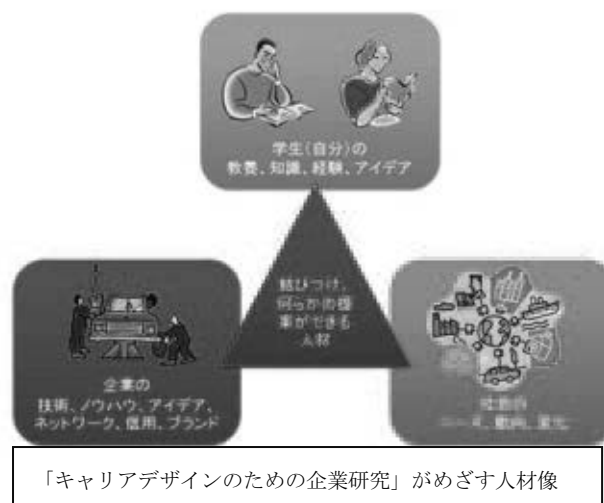 学生(自分)の
教養、知識、経験、アイデア
結びつけ、
何らかの提
案ができる
人材
企業の
技術、ノウハウ、アイデア、
ネットワーク、信用、ブランド
動向、変化
「キャリアデザインのための企業研究」がめざす人材像